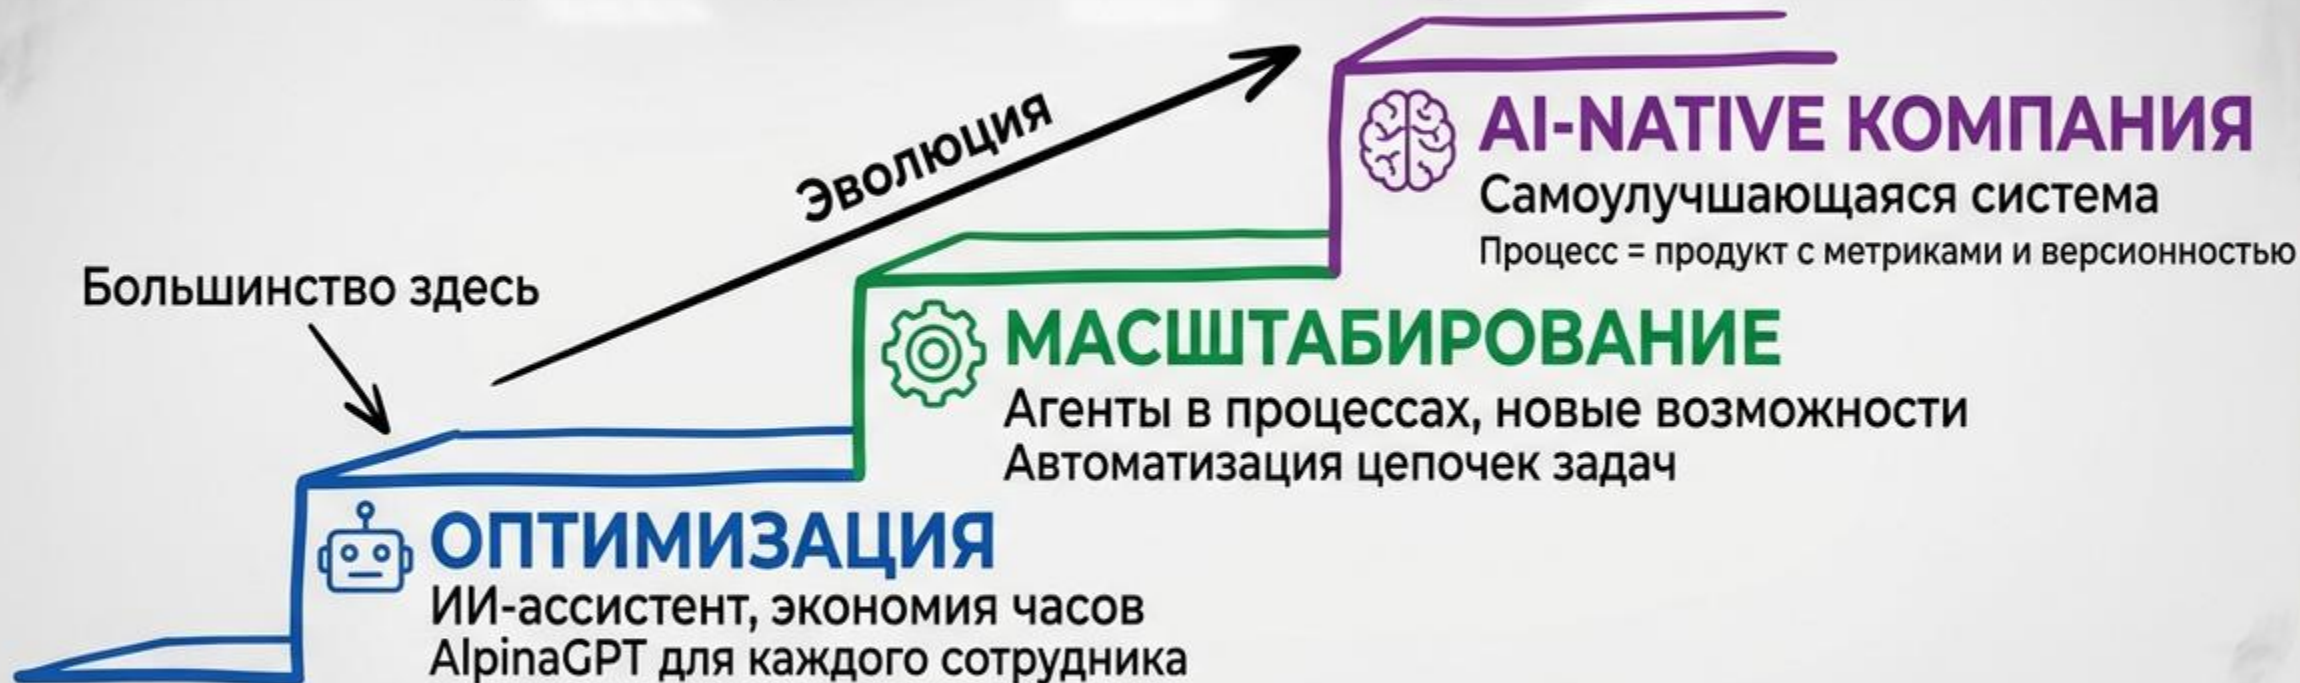 Эволюция
AI-NATIVE КОМПАНИЯ
Самоулучшающаяся система
Процесс = продукт с метриками и версионностью
Большинство здесь
МАСШТАБИРОВАНИЕ
Агенты в процессах, новые возможности
Автоматизация цепочек задач
ОПТИМИЗАЦИЯ
ИИ-ассистент, экономия часов
AlpinaGPT для каждого сотрудника